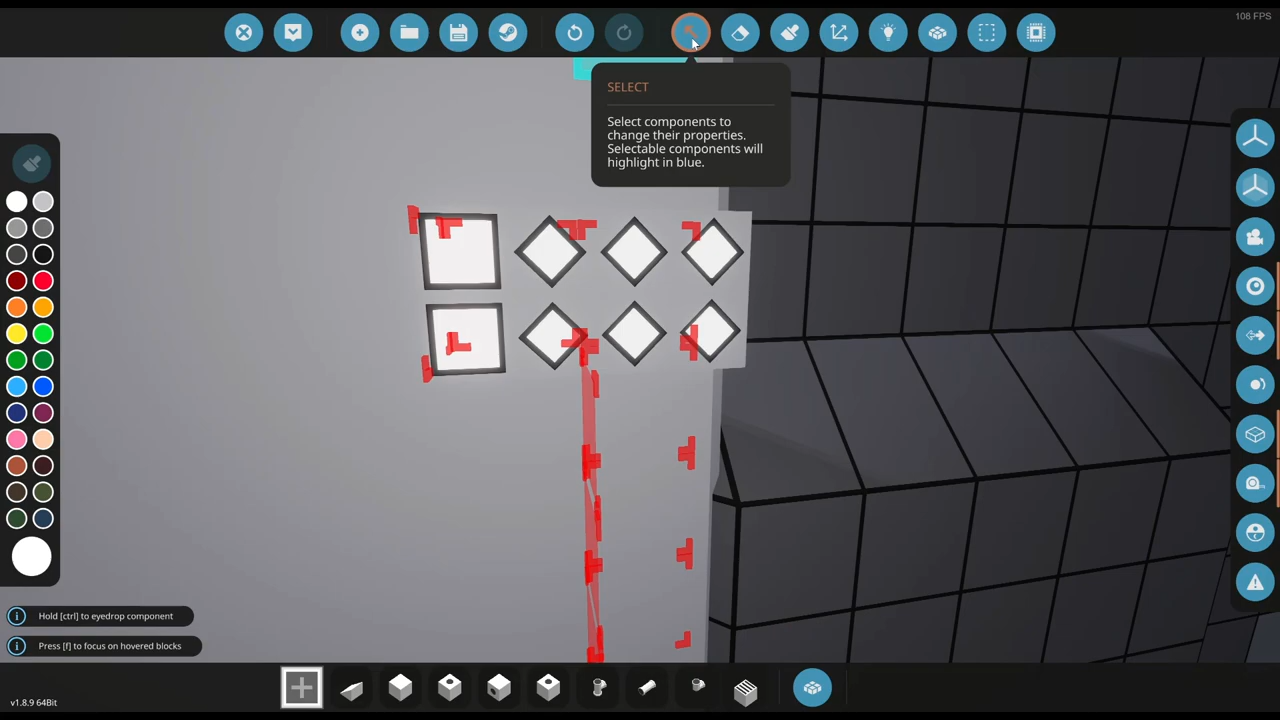 108 FPS
SELECT
Select components to
change their properties.
Selectable components will
highlight in blue.
Hold [ctrl] to eyedrop component
Press [f] to focus on hovered blocks
v1.8.9 64Bit